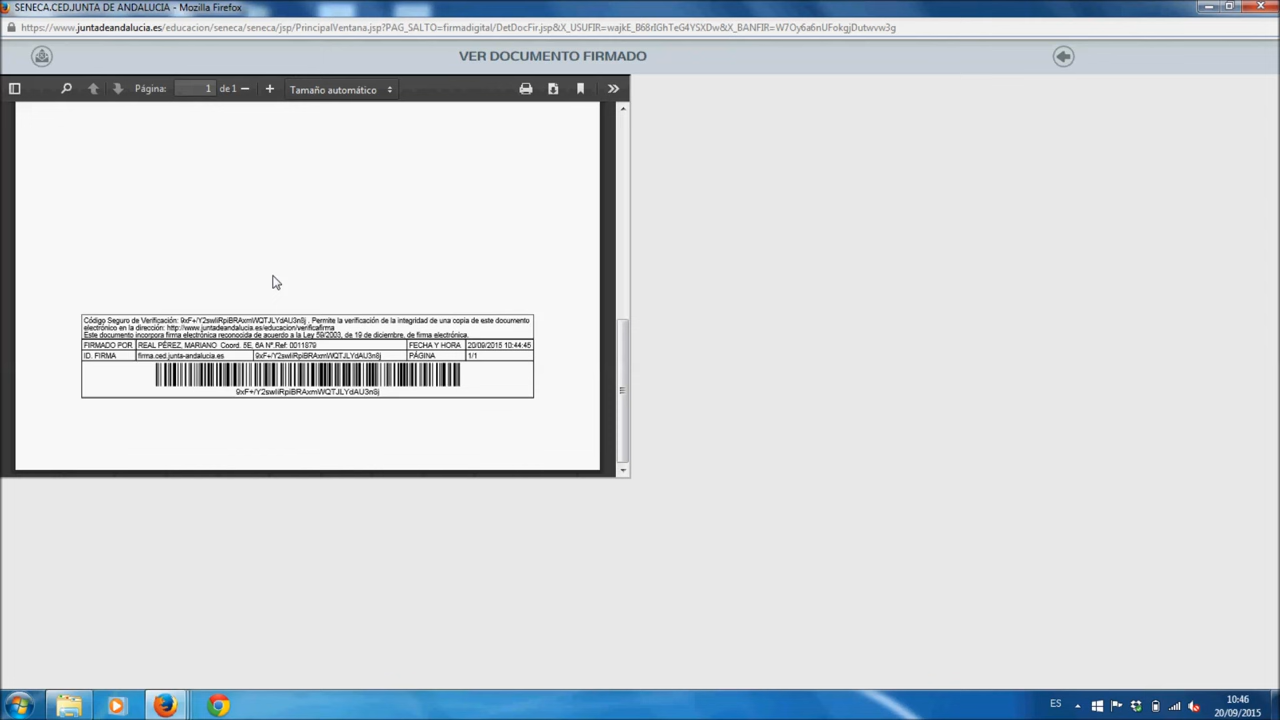 SENECA.CED.JUNTA DE ANDALUCIA - Mozilla Firefox
https://www.juntadeandalucia.es/educacion/seneca/seneca/jsp/PrincipalVentana.jsp?PAG_SALTO=firmadigital/DetDocFir.jsp&X_USUFIR=wajkE_B68rIGhTeG4YSXDw&X_BANFIR=W7Oy6a6nUFokgjDutwvw3g
VER DOCUMENTO FIRMADO
Página: 1 de 1 Tamaño automático
Código Seguro de Verificación: 9xF+/Y2swIiRpiBRAxmWQTJLYdAU3n8j . Permite la verificación de la integridad de una copia de este documento
electrónico en la dirección: http://www.juntadeandalucia.es/educacion/verificafirma
Este documento incorpora firma electrónica reconocida de acuerdo a la Ley 59/2003, de 19 de diciembre, de firma electrónica.
FIRMADO POR REAL PÉREZ, MARIANO Coord. 5E, 6A Nº.Ref: 0011879 FECHA Y HORA 20/09/2015 10:44:45
ID. FIRMA firma.ced.junta-andalucia.es 9xF+/Y2swIiRpiBRAxmWQTJLYdAU3n8j PÁGINA 1/1
9xF+/Y2swIiRpiBRAxmWQTJLYdAU3n8j
ES 10:46
20/09/2015